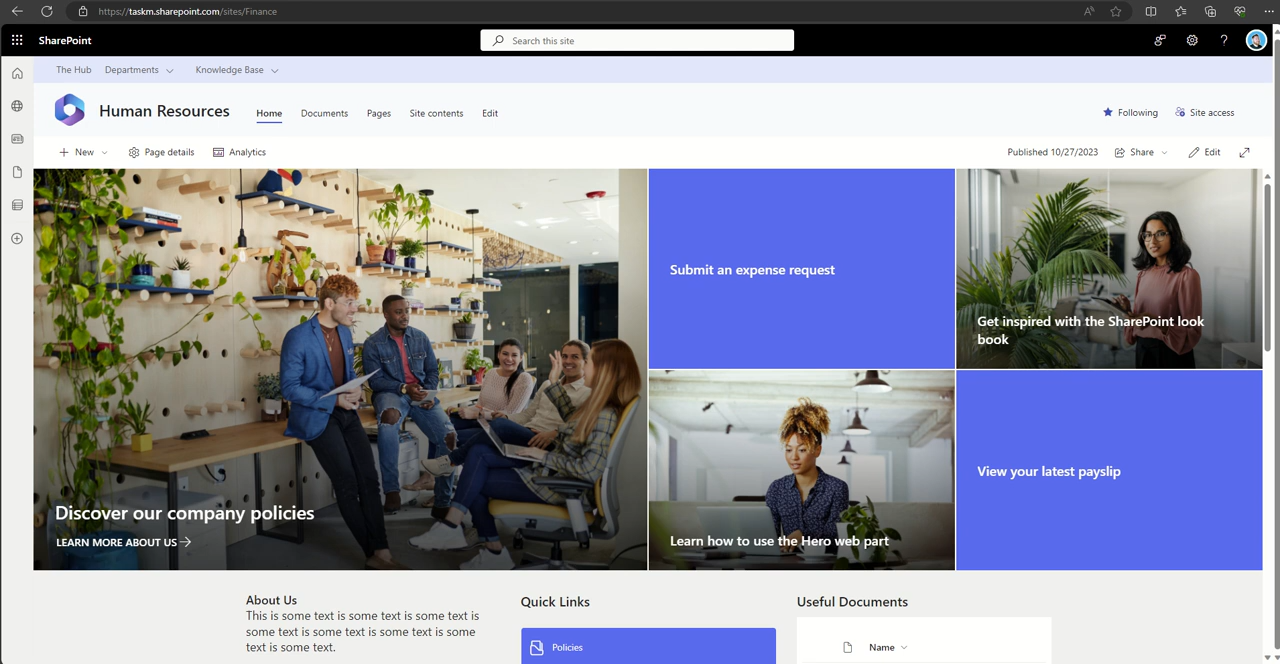 https://taskm.sharepoint.com/sites/Finance
SharePoint
Search this site
?
The Hub Departments Knowledge Base
Human Resources
Home Documents Pages Site contents Edit
Following Site access
New Page details Analytics
Published 10/27/2023 Share Edit
Discover our company policies
LEARN MORE ABOUT US
Submit an expense request
Get inspired with the SharePoint look
book
Learn how to use the Hero web part
View your latest payslip
About Us
This is some text is some text is some text is
some text is some text is some text is some
text is some text.
Quick Links
Policies
Useful Documents
Name